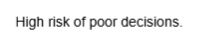 High risk of poor decisions.